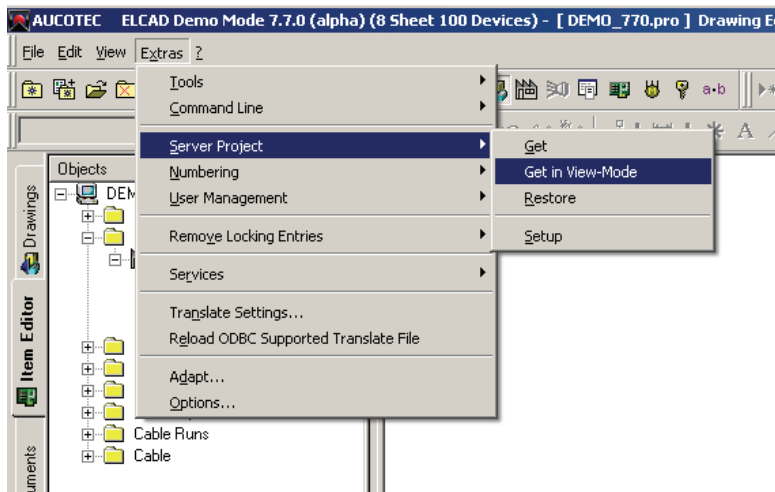 AUCOTEC ELCAD Demo Mode 7.7.0 (alpha) (8 Sheet 100 Devices) - [ DEMO_770.pro ] Drawing E
File Edit View Extras ?
a•b
A
Tools
Command Line
Server Project
Numbering
User Management
Remove Locking Entries
Services
Translate Settings...
Reload ODBC Supported Translate File
Adapt...
Options...
Get
Get in View-Mode
Restore
Setup
Objects
DEM
Cable Runs
Cable
Drawings
Item Editor
uments